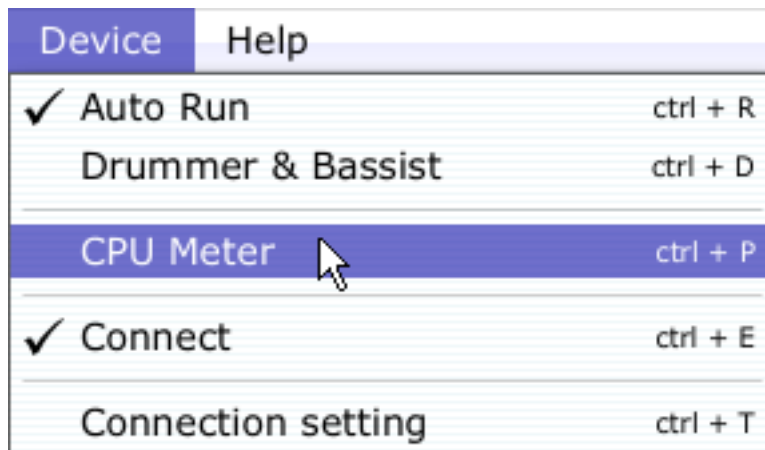 Device Help
Auto Run ctrl + R
Drummer & Bassist ctrl + D
CPU Meter ctrl + P
Connect ctrl + E
Connection setting ctrl + T